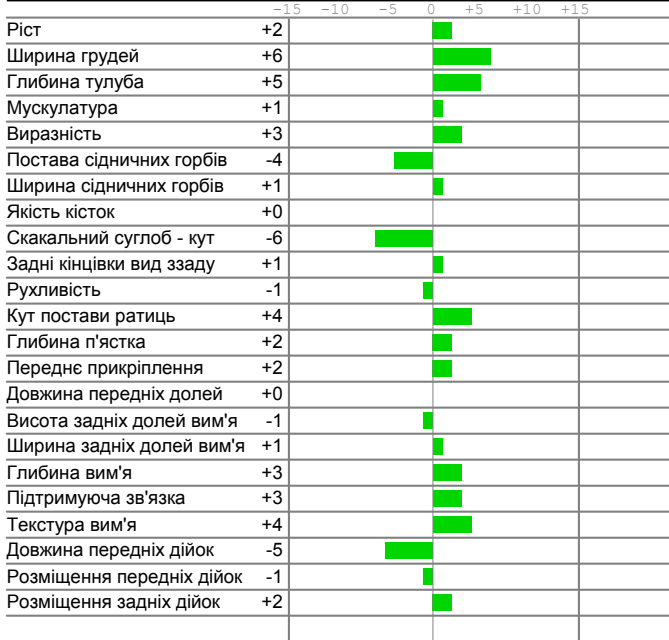 -15 -10 -5 0 +5 +10 +15
Ріст +2
Ширина грудей +6
Глибина тулуба +5
Мускулатура +1
Виразність +3
Постава сідничних горбів -4
Ширина сідничних горбів +1
Якість кісток +0
Скакальний суглоб - кут -6
Задні кінцівки вид ззаду +1
Рухливість -1
Кут постави ратиць +4
Глибина п'ястка +2
Переднє прикріплення +2
Довжина передніх долей +0
Висота задніх долей вим'я -1
Ширина задніх долей вим'я +1
Глибина вим'я +3
Підтримуюча зв'язка +3
Текстура вим'я +4
Довжина передніх дійок -5
Розміщення передніх дійок -1
Розміщення задніх дійок +2